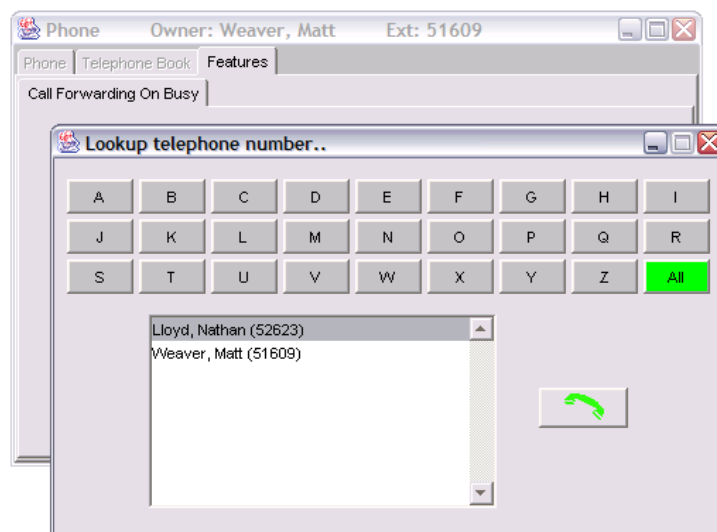 Phone Owner: Weaver, Matt Ext: 51609
Phone Telephone Book Features
Call Forwarding On Busy
Lookup telephone number..
A B C D E F G H I
J K L M N O P Q R
S T U V W X Y Z All
Lloyd, Nathan (52623)
Weaver, Matt (51609)